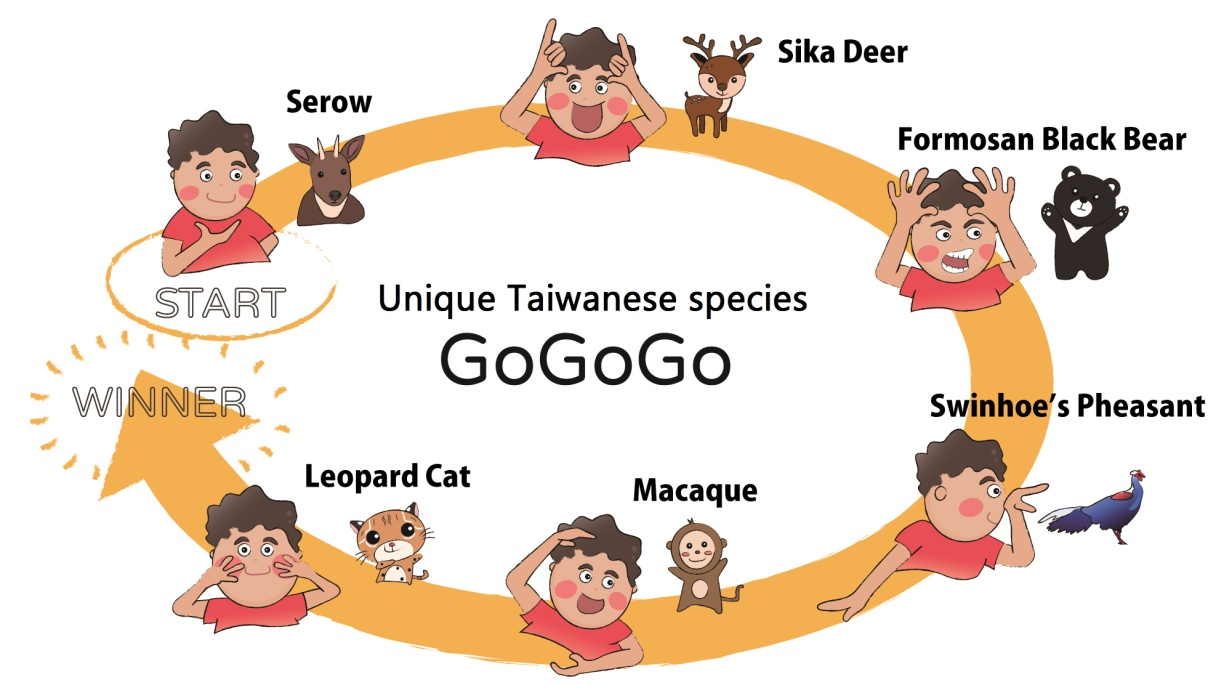 Sika Deer
Serow
Formosan Black Bear
START
Unique Taiwanese species
GoGoGo
WINNER
Swinhoe's Pheasant
Leopard Cat
Macaque